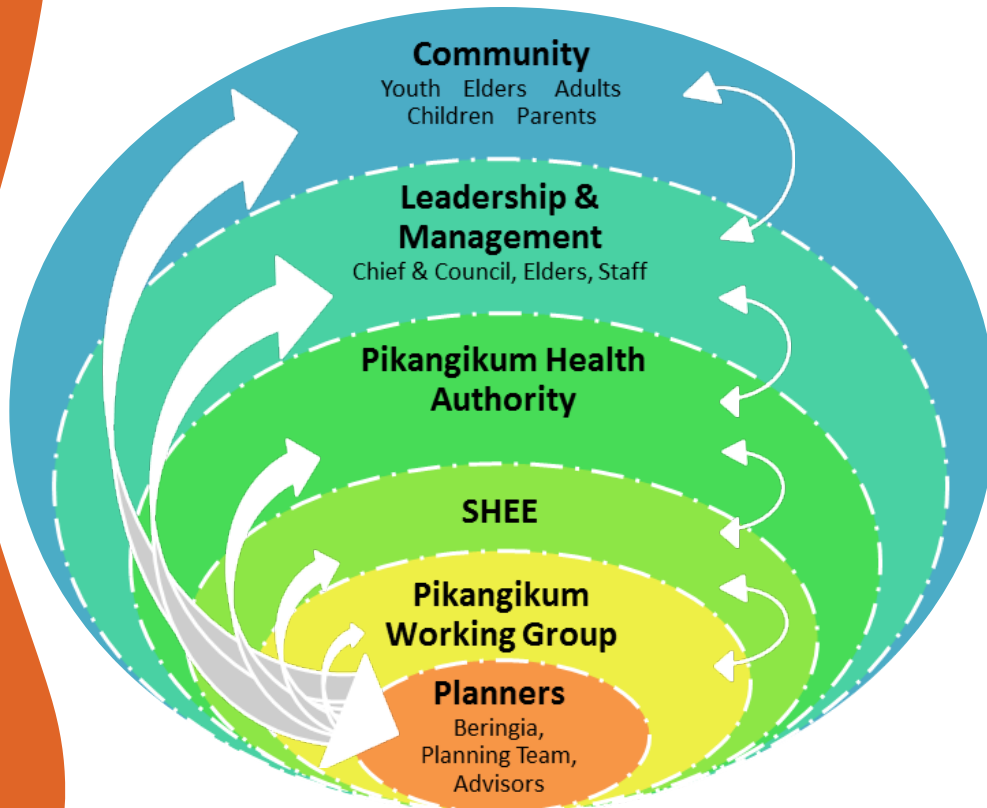 Community
Youth Elders Adults
Children Parents
Leadership &
Management
Chief & Council, Elders, Staff
Pikangikum Health
Authority
SHEE
Pikangikum
Working Group
Planners
Beringia,
Planning Team,
Advisors